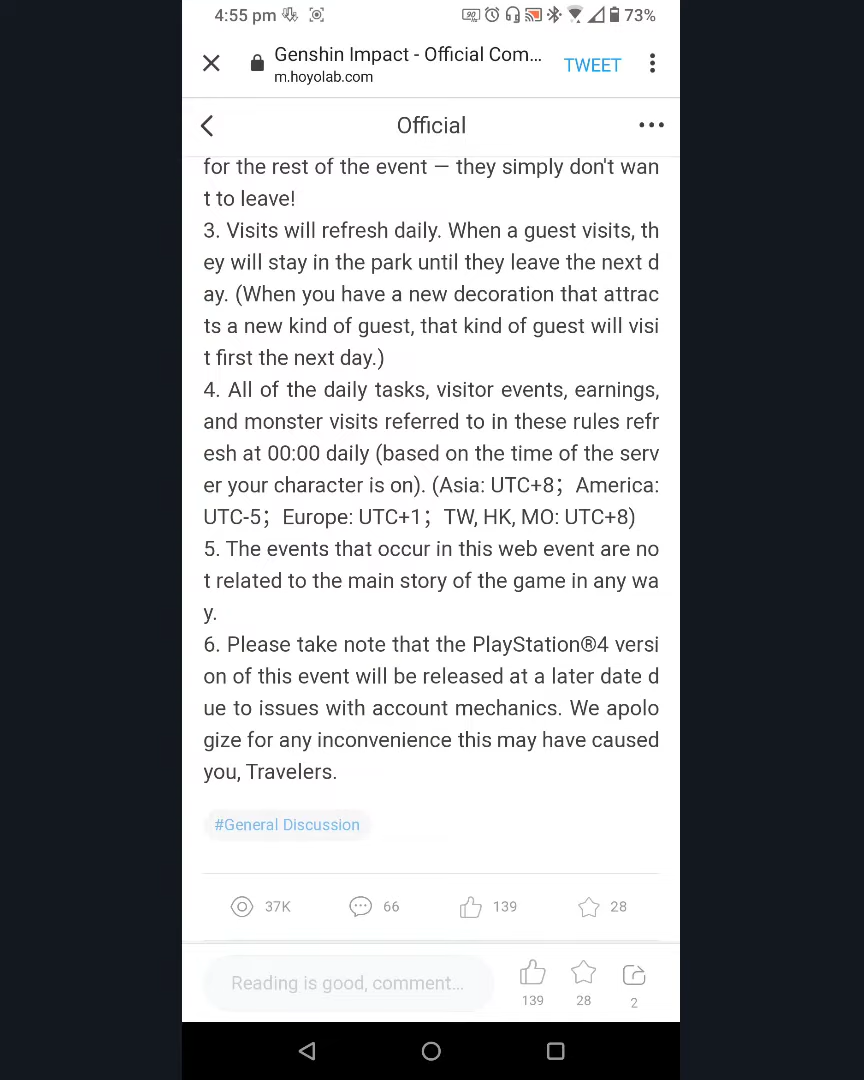 4:55 pm
90
73%
Genshin Impact - Official Com...
m.hoyolab.com
TWEET
Official
for the rest of the event — they simply don't wan
t to leave!
3. Visits will refresh daily. When a guest visits, th
ey will stay in the park until they leave the next d
ay. (When you have a new decoration that attrac
ts a new kind of guest, that kind of guest will visi
t first the next day.)
4. All of the daily tasks, visitor events, earnings,
and monster visits referred to in these rules refr
esh at 00:00 daily (based on the time of the serv
er your character is on). (Asia: UTC+8；America:
UTC-5；Europe: UTC+1；TW, HK, MO: UTC+8)
5. The events that occur in this web event are no
t related to the main story of the game in any wa
y.
6. Please take note that the PlayStation®4 versi
on of this event will be released at a later date d
ue to issues with account mechanics. We apolo
gize for any inconvenience this may have caused
you, Travelers.
#General Discussion
37K 66 139 28
Reading is good, comment...
139 28 2